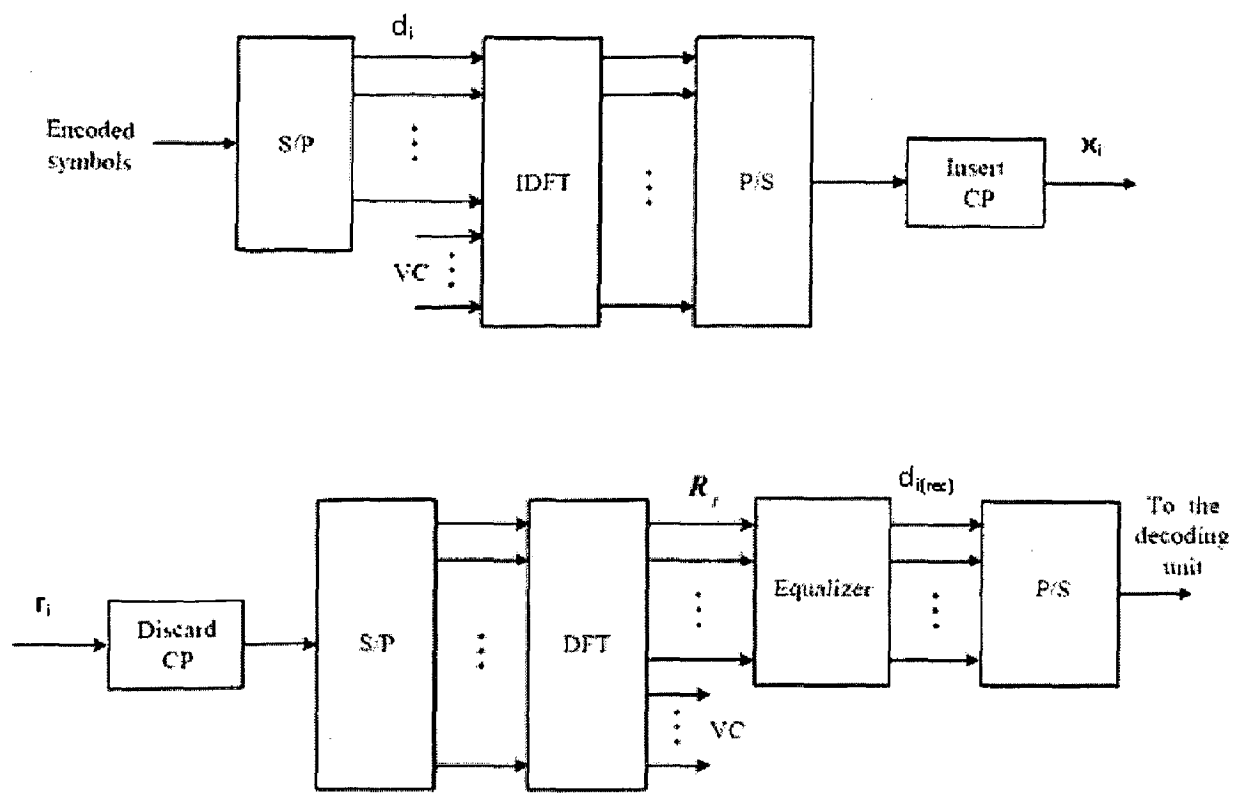 d_i
Encoded
symbols
S/P
IDFT
P/S
Insert
CP
x_i
VC
R_i
d_i(rec)
To the
decoding
unit
r_i
Discard
CP
S/P
DFT
Equalizer
P/S
VC